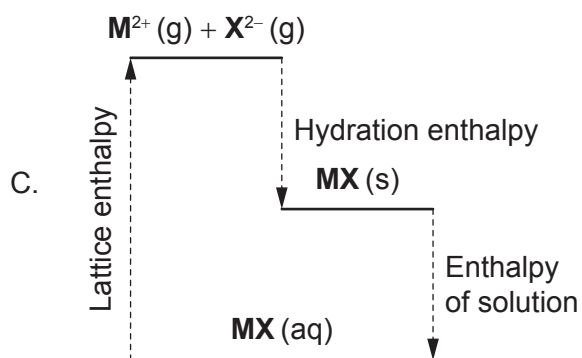 M²⁺ (g) + X²⁻ (g)
Lattice enthalpy
Hydration enthalpy
C.
MX (s)
Enthalpy
of solution
MX (aq)